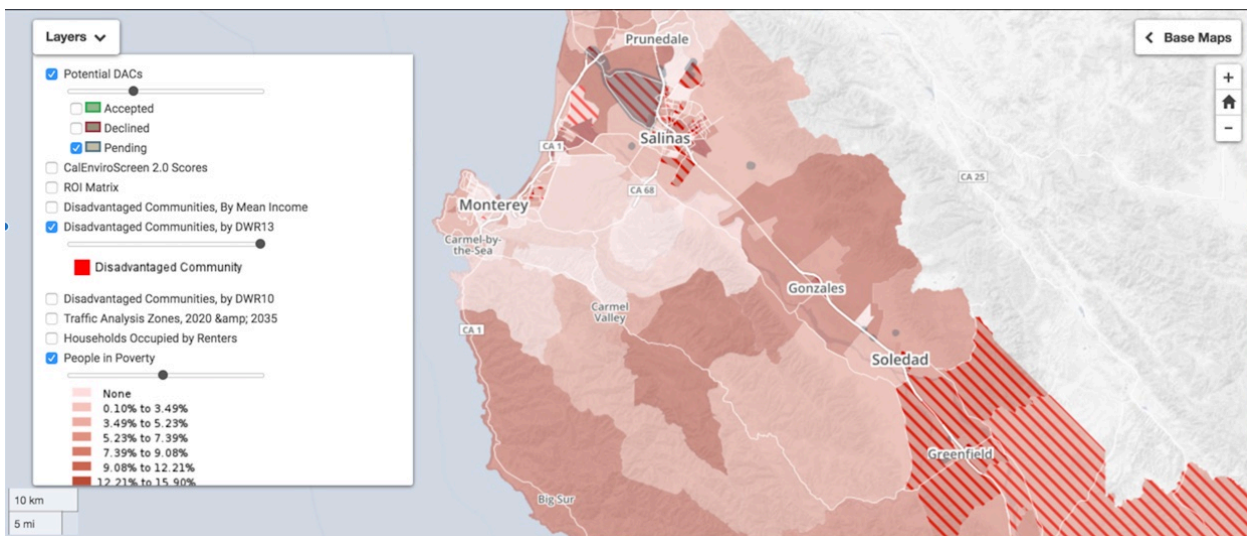 Layers
Potential DACs
Accepted
Declined
Pending
CalEnviroScreen 2.0 Scores
ROI Matrix
Disadvantaged Communities, By Mean Income
Disadvantaged Communities, by DWR13
Disadvantaged Community
Disadvantaged Communities, by DWR10
Traffic Analysis Zones, 2020 &amp; 2035
Households Occupied by Renters
People in Poverty
None
0.10% to 3.49%
3.49% to 5.23%
5.23% to 7.39%
7.39% to 9.08%
9.08% to 12.21%
12.21% to 15.90%
10 km
5 mi
Base Maps
+
−
Prunedale
CA 1
Salinas
CA 68
CA 25
Monterey
Carmel-by-
the-Sea
Gonzales
Carmel
Valley
CA 1
Soledad
Greenfield
Big Sur